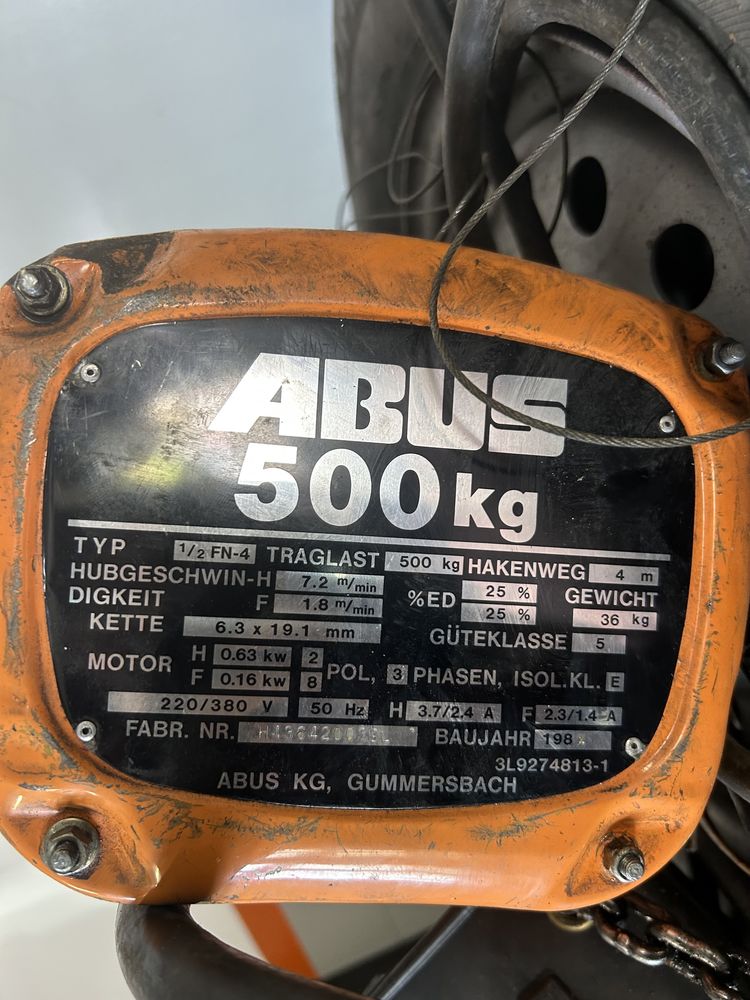 ABUS
500 kg
TYP 1/2 FN-4 TRAGLAST 500 kg HAKENWEG 4 m
HUBGESCHWIN-H 7.2 m/min %ED 25 % GEWICHT
DIGKEIT F 1.8 m/min 25 % 36 kg
KETTE 6.3 x 19.1 mm GÜTEKLASSE 5
MOTOR H 0.63 kw 2 POL, 3 PHASEN, ISOL.KL. E
F 0.16 kw 8
220/380 V 50 Hz H 3.7/2.4 A F 2.3/1.4 A
FABR. NR. BAUJAHR
3L9274813-1
ABUS KG, GUMMERSBACH